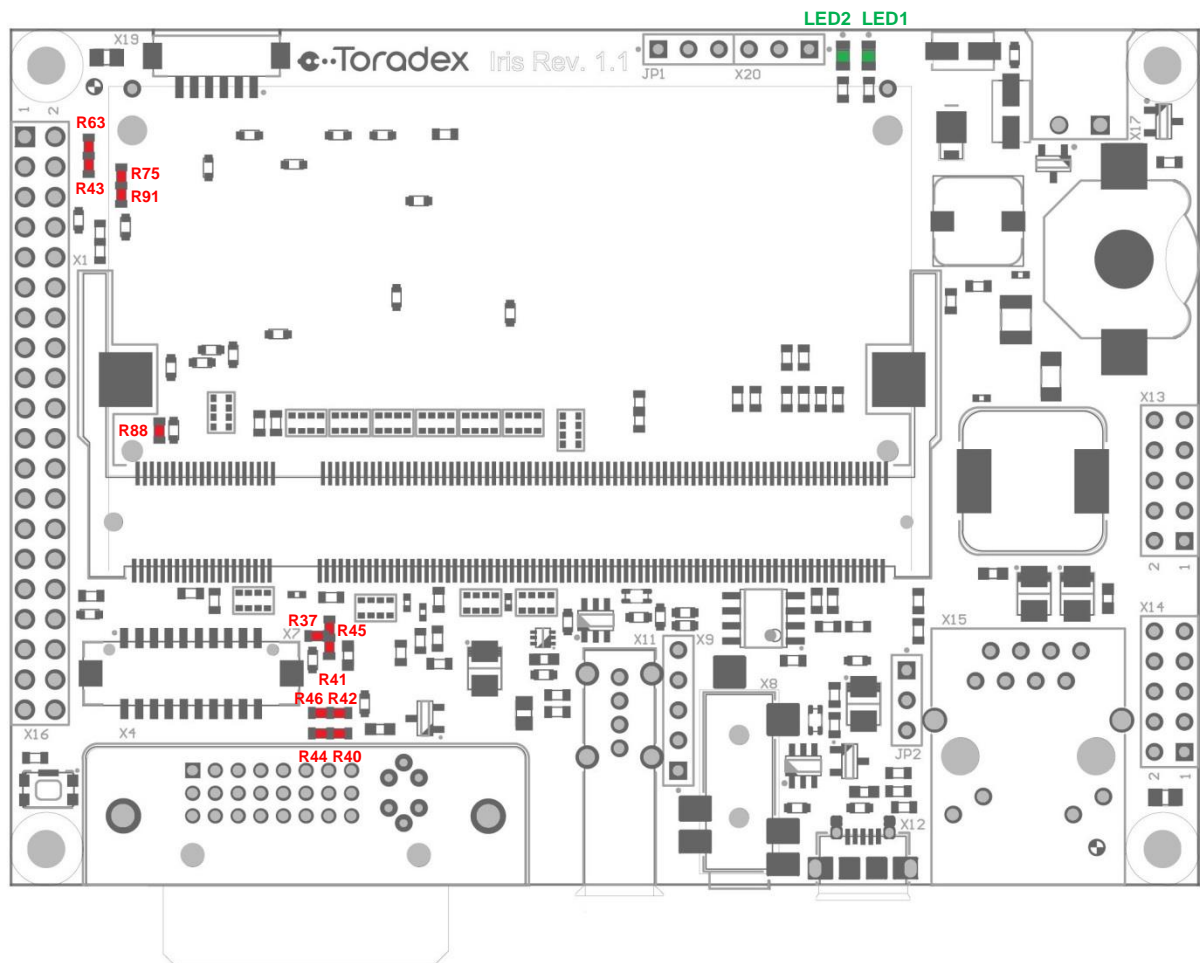 LED2 LED1
X19
Toradex
Iris Rev. 1.1
JP1
X20
1 2
R63
R43
R75
R91
X17
X1
X13
R88
2 1
X14
R37
R45
X7
R41
R46 R42
X11
X9
X15
X8
X16
X4
R44 R40
JP2
2 1
X12